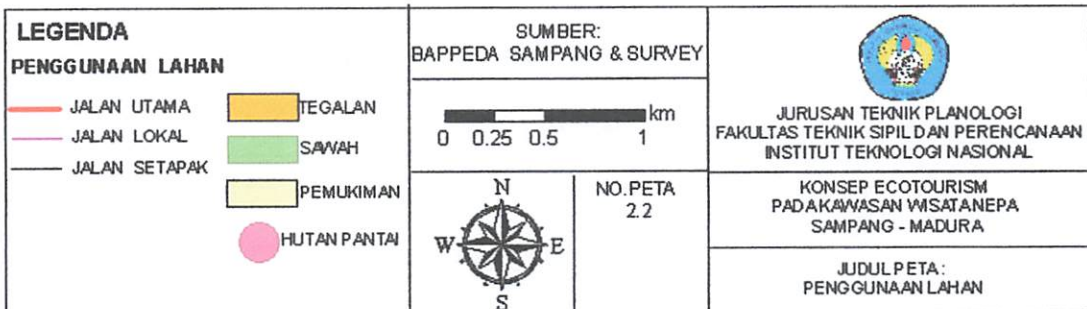 LEGENDA
PENGGUNAAN LAHAN
JALAN UTAMA
JALAN LOKAL
JALAN SETAPAK
TEGALAN
SAWAH
PEMUKIMAN
HUTAN PANTAI
SUMBER:
BAPPEDA SAMPANG & SURVEY
km
0 0.25 0.5 1
N
W E
S
NO.PETA
2.2
JURUSAN TEKNIK PLANOLOGI
FAKULTAS TEKNIK SIPIL DAN PERENCANAAN
INSTITUT TEKNOLOGI NASIONAL
KONSEP ECOTOURISM
PADA KAWASAN WISATA NEPA
SAMPANG - MADURA
JUDUL PETA:
PENGGUNAAN LAHAN